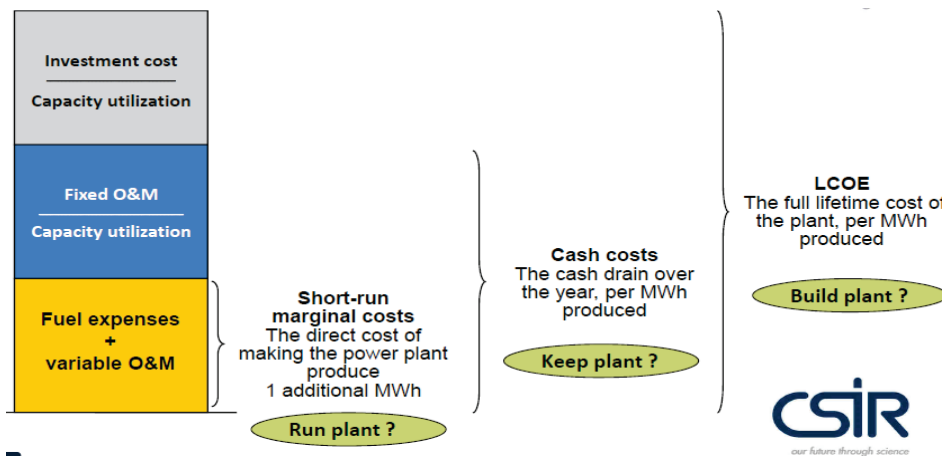 Investment cost
Capacity utilization
Fixed O&M
Capacity utilization
Fuel expenses
+
variable O&M
Short-run
marginal costs
The direct cost of
making the power plant
produce
1 additional MWh
Run plant ?
Cash costs
The cash drain over
the year, per MWh
produced
Keep plant ?
LCOE
The full lifetime cost of
the plant, per MWh
produced
Build plant ?
CSIR
our future through science